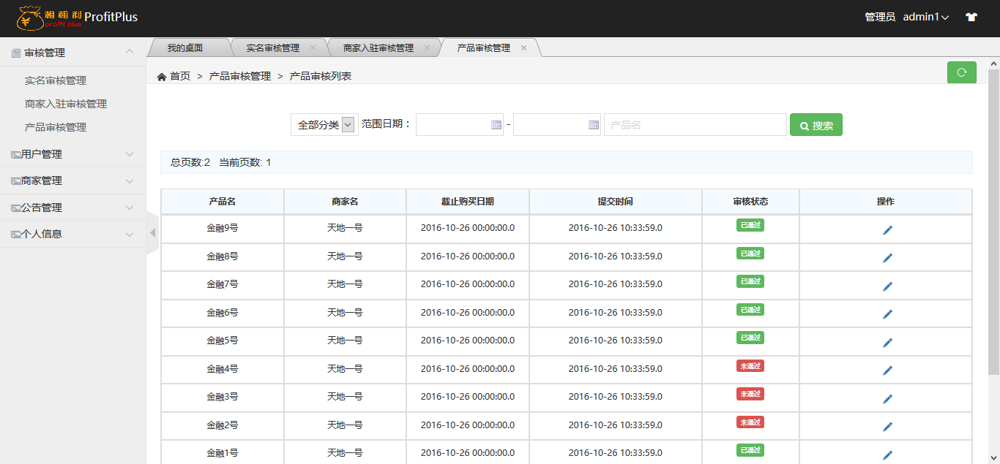 朝朝利 ProfitPlus
profit plus
管理员 admin1
审核管理
实名审核管理
商家入驻审核管理
产品审核管理
用户管理
商家管理
公告管理
个人信息
我的桌面 实名审核管理 × 商家入驻审核管理 × 产品审核管理 ×
首页 > 产品审核管理 > 产品审核列表
全部分类 范围日期： - 产品名 搜索
总页数:2 当前页数: 1
产品名 商家名 截止购买日期 提交时间 审核状态 操作
金融9号 天地一号 2016-10-26 00:00:00.0 2016-10-26 10:33:59.0 已通过
金融8号 天地一号 2016-10-26 00:00:00.0 2016-10-26 10:33:59.0 已通过
金融7号 天地一号 2016-10-26 00:00:00.0 2016-10-26 10:33:59.0 已通过
金融6号 天地一号 2016-10-26 00:00:00.0 2016-10-26 10:33:59.0 已通过
金融5号 天地一号 2016-10-26 00:00:00.0 2016-10-26 10:33:59.0 已通过
金融4号 天地一号 2016-10-26 00:00:00.0 2016-10-26 10:33:59.0 未通过
金融3号 天地一号 2016-10-26 00:00:00.0 2016-10-26 10:33:59.0 未通过
金融2号 天地一号 2016-10-26 00:00:00.0 2016-10-26 10:33:59.0 未通过
金融1号 天地一号 2016-10-26 00:00:00.0 2016-10-26 10:33:59.0 已通过